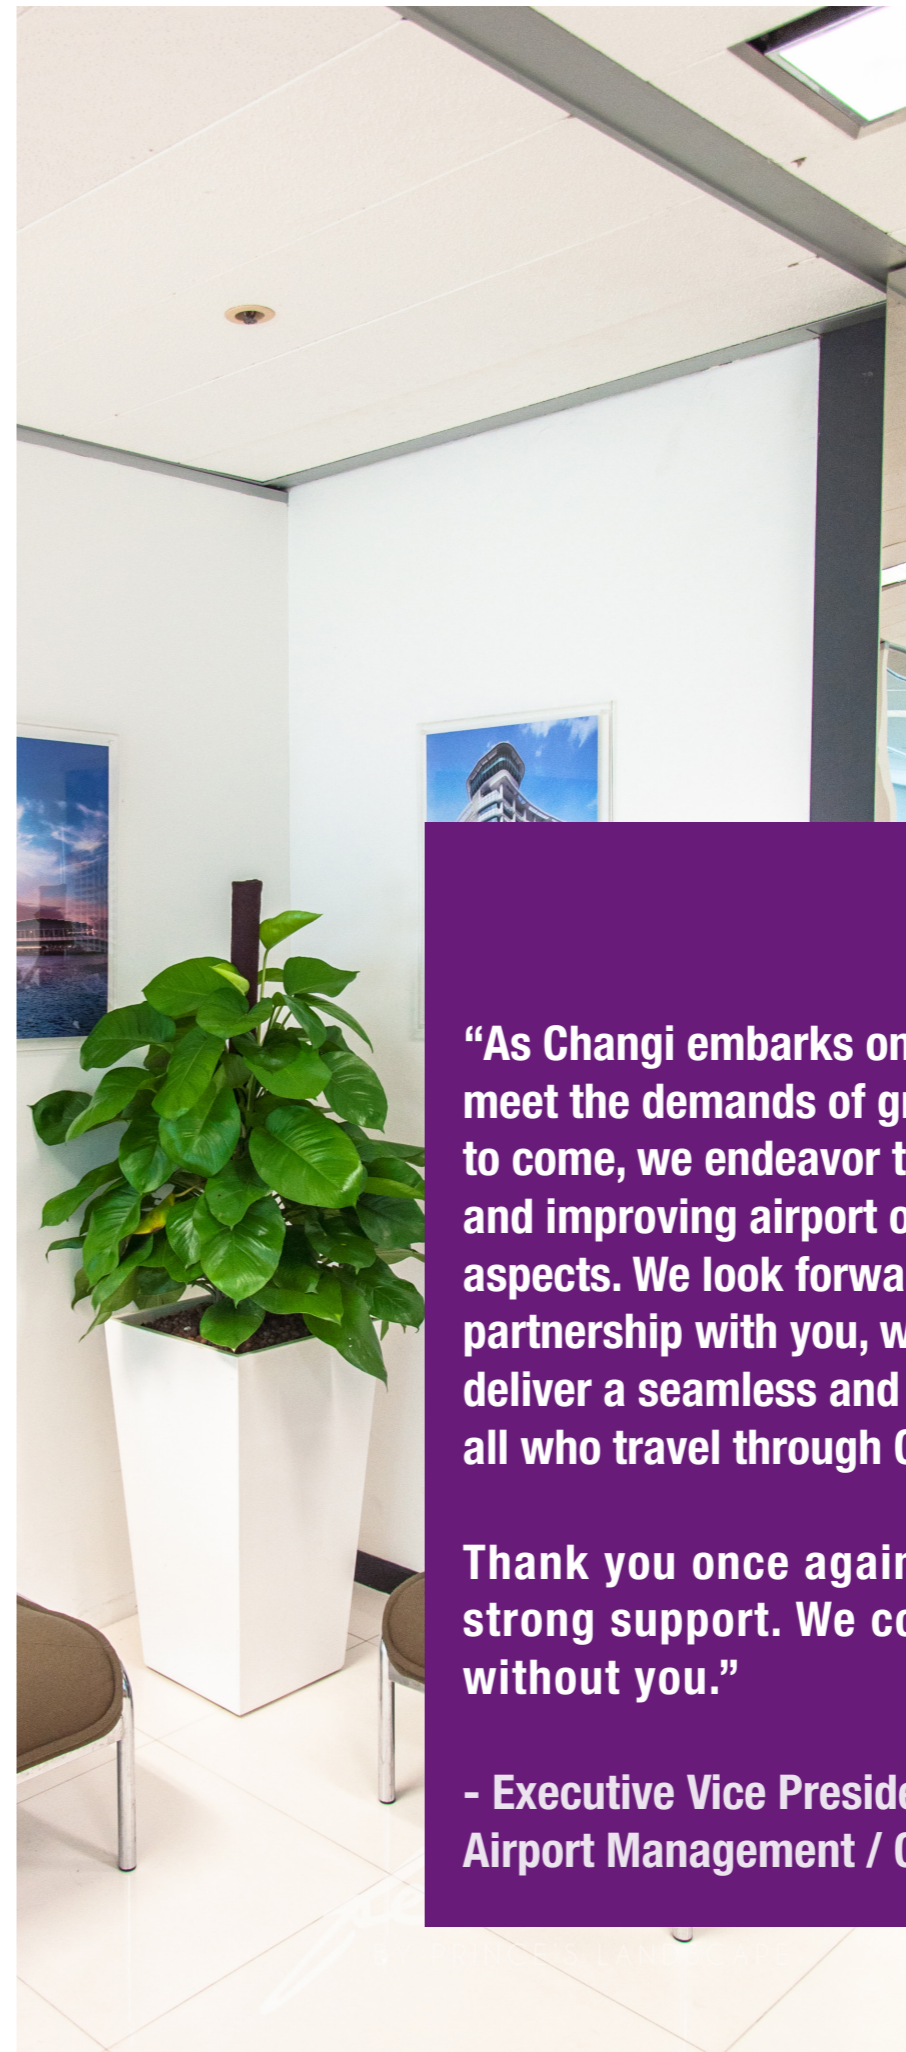 “As Changi embarks on
meet the demands of gr
to come, we endeavor t
and improving airport o
aspects. We look forwa
partnership with you, w
deliver a seamless and
all who travel through C
Thank you once again
strong support. We co
without you.”
- Executive Vice Preside
Airport Management / C
PRINCESS LANDSCAPE